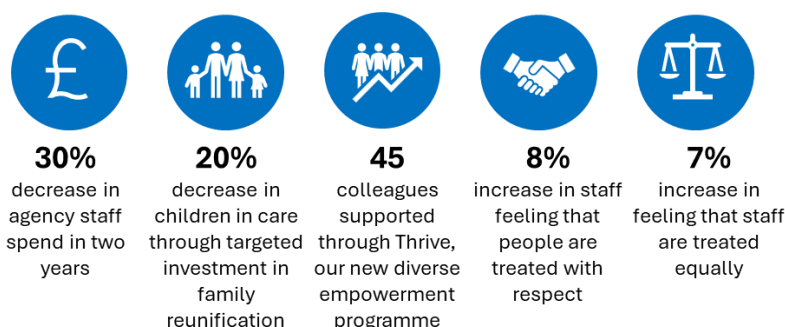 £
30%
decrease in
agency staff
spend in two
years
20%
decrease in
children in care
through targeted
investment in
family
reunification
45
colleagues
supported
through Thrive,
our new diverse
empowerment
programme
8%
increase in staff
feeling that
people are
treated with
respect
7%
increase in
feeling that staff
are treated
equally